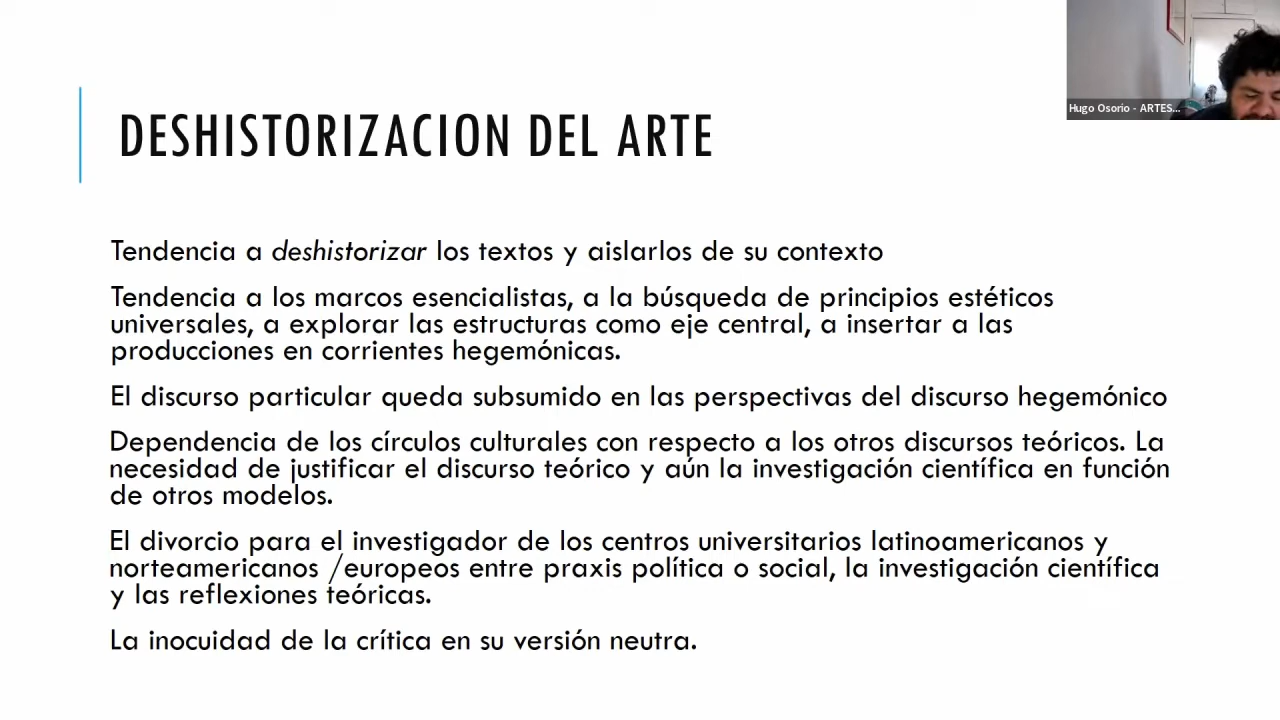 DESHISTORIZACION DEL ARTE
Hugo Osorio - ARTES...
Tendencia a deshistorizar los textos y aislarlos de su contexto
Tendencia a los marcos esencialistas, a la búsqueda de principios estéticos
universales, a explorar las estructuras como eje central, a insertar a las
producciones en corrientes hegemónicas.
El discurso particular queda subsumido en las perspectivas del discurso hegemónico
Dependencia de los círculos culturales con respecto a los otros discursos teóricos. La
necesidad de justificar el discurso teórico y aún la investigación científica en función
de otros modelos.
El divorcio para el investigador de los centros universitarios latinoamericanos y
norteamericanos /europeos entre praxis política o social, la investigación científica
y las reflexiones teóricas.
La inocuidad de la crítica en su versión neutra.